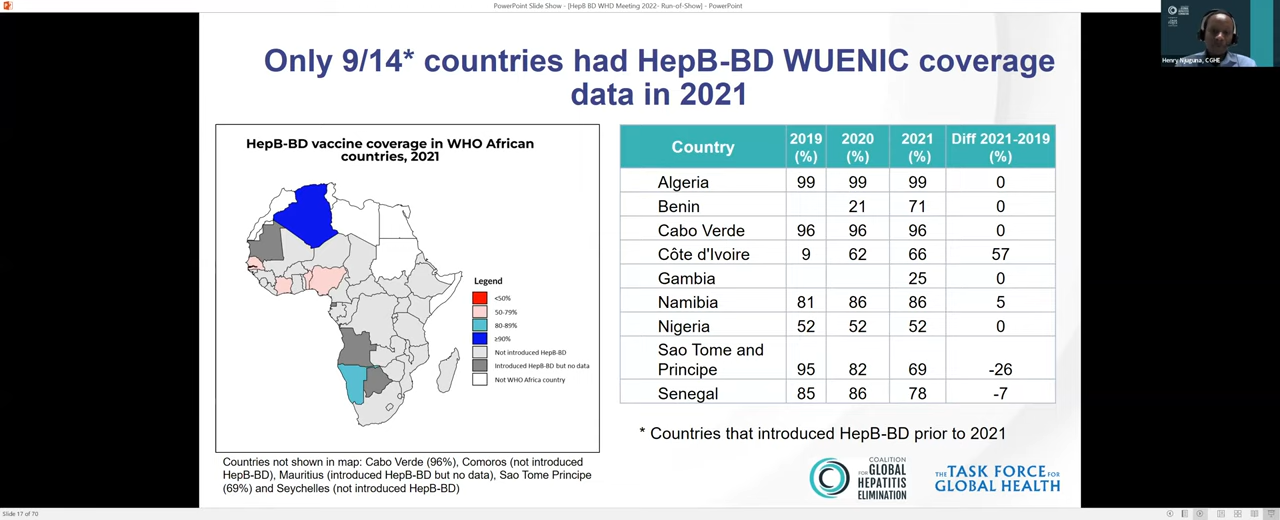 PowerPoint Slide Show - [HepB BD WHD Meeting 2022- Run-of-Show] - PowerPoint
Henry Njuguna, CGHE
Only 9/14* countries had HepB-BD WUENIC coverage
data in 2021
HepB-BD vaccine coverage in WHO African
countries, 2021
Legend
<50%
50-79%
80-89%
≥90%
Not introduced HepB-BD
Introduced HepB-BD but no data
Not WHO Africa country
Countries not shown in map: Cabo Verde (96%), Comoros (not introduced
HepB-BD), Mauritius (introduced HepB-BD but no data), Sao Tome Principe
(69%) and Seychelles (not introduced HepB-BD)
Country 2019 (%) 2020 (%) 2021 (%) Diff 2021-2019 (%)
Algeria 99 99 99 0
Benin 21 71 0
Cabo Verde 96 96 96 0
Côte d'Ivoire 9 62 66 57
Gambia 25 0
Namibia 81 86 86 5
Nigeria 52 52 52 0
Sao Tome and
Principe 95 82 69 -26
Senegal 85 86 78 -7
* Countries that introduced HepB-BD prior to 2021
COALITION
FOR GLOBAL
HEPATITIS
ELIMINATION
THE TASK FORCE FOR
GLOBAL HEALTH
Slide 17 of 70